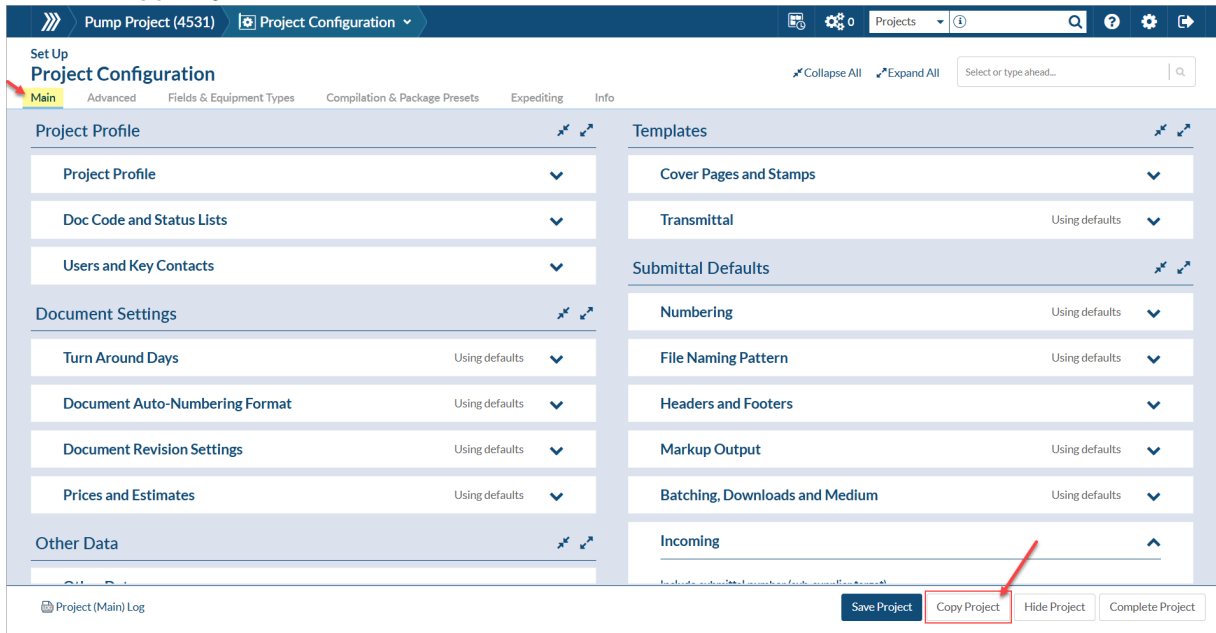 Pump Project (4531)
Project Configuration
0
Projects
Set Up
Project Configuration
Collapse All
Expand All
Select or type ahead...
Main
Advanced
Fields & Equipment Types
Compilation & Package Presets
Expediting
Info
Project Profile
Project Profile
Doc Code and Status Lists
Users and Key Contacts
Document Settings
Turn Around Days Using defaults
Document Auto-Numbering Format Using defaults
Document Revision Settings Using defaults
Prices and Estimates Using defaults
Other Data
Templates
Cover Pages and Stamps
Transmittal Using defaults
Submittal Defaults
Numbering Using defaults
File Naming Pattern Using defaults
Headers and Footers
Markup Output Using defaults
Batching, Downloads and Medium Using defaults
Incoming
Project (Main) Log
Save Project
Copy Project
Hide Project
Complete Project